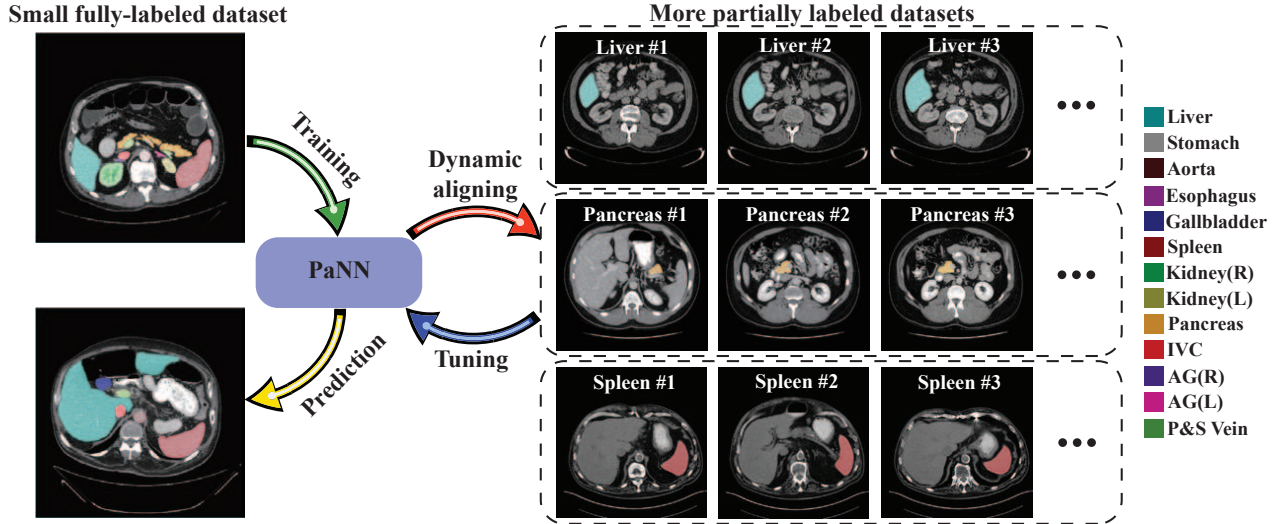 Small fully-labeled dataset
More partially labeled datasets
Liver #1
Liver #2
Liver #3
Training
Dynamic
aligning
PaNN
Tuning
Prediction
Pancreas #1
Pancreas #2
Pancreas #3
Spleen #1
Spleen #2
Spleen #3
Liver
Stomach
Aorta
Esophagus
Gallbladder
Spleen
Kidney(R)
Kidney(L)
Pancreas
IVC
AG(R)
AG(L)
P&S Vein